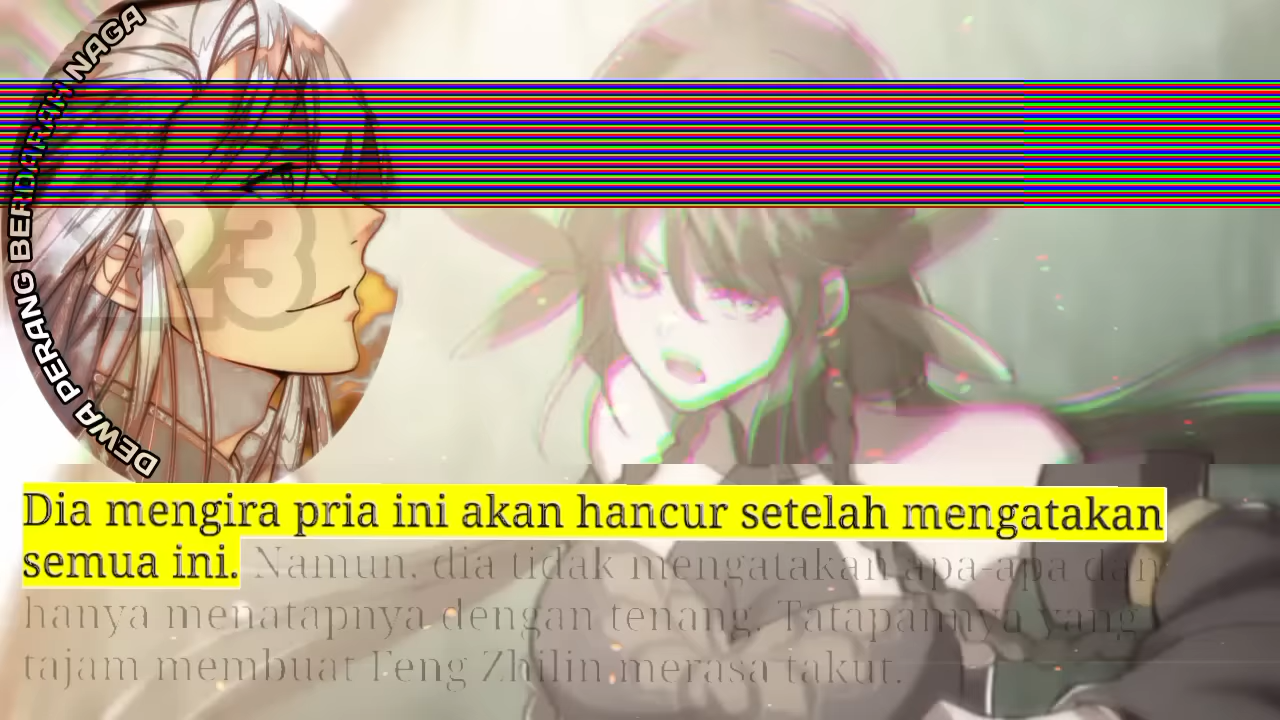 DEWA PERANG BERDARAH NAGA
23
Dia mengira pria ini akan hancur setelah mengatakan
semua ini. Namun, dia tidak mengatakan apa-apa dan
hanya menatapnya dengan tenang. Tatapannya yang
tajam membuat Feng Zhilin merasa takut.